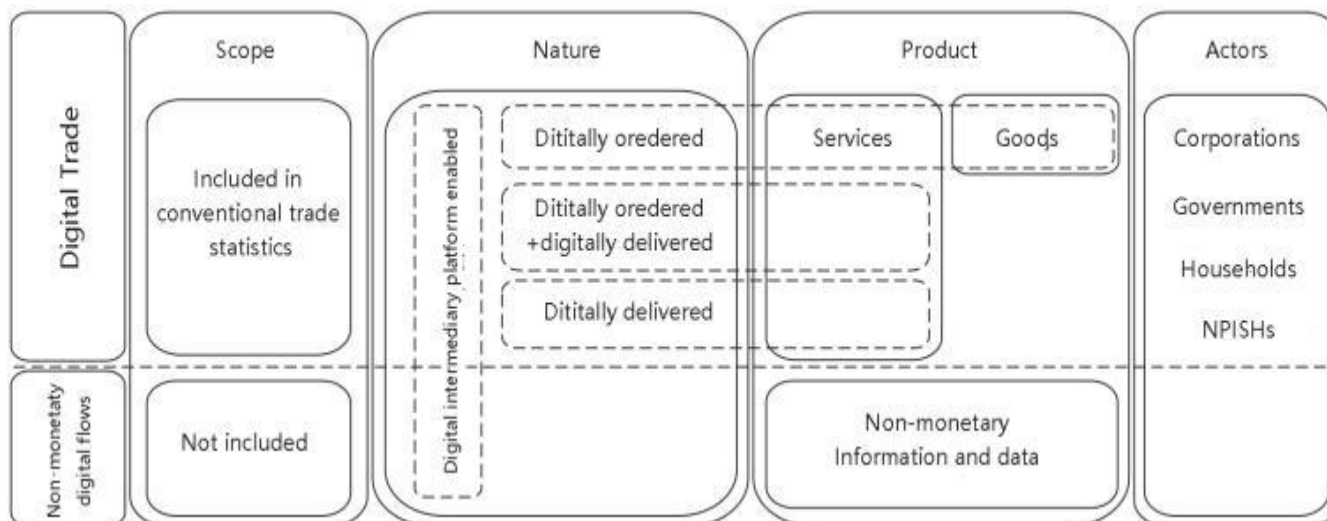 Scope
Nature
Product
Actors
Digital Trade
Included in
conventional trade
statistics
Digital intermediary platform enabled
Dititally oredered
Dititally oredered
+digitally delivered
Dititally delivered
Services
Goods
Corporations
Governments
Households
NPISHs
Non-monetaty
digital flows
Not included
Non-monetary
Information and data